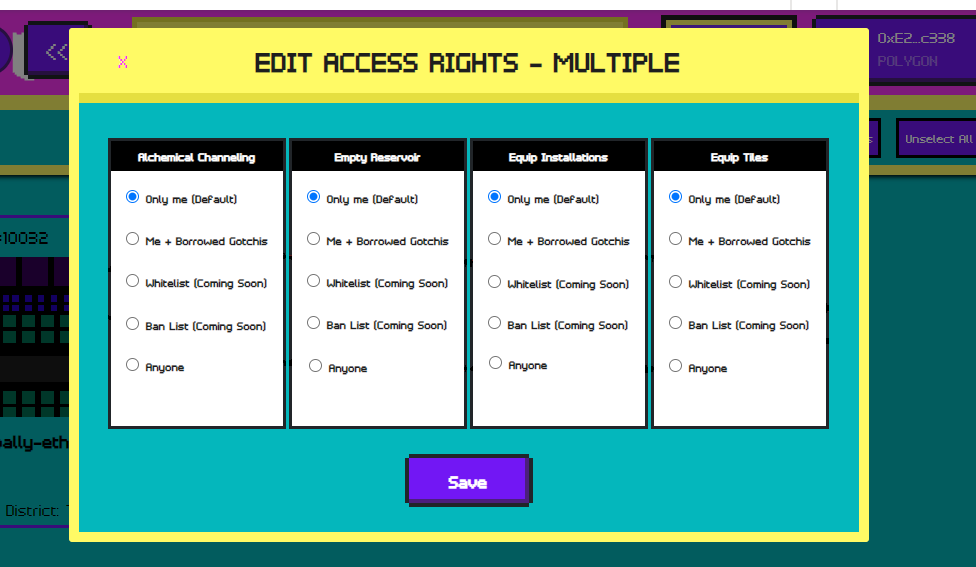 <<
0xE2...c338
POLYGON
X
EDIT ACCESS RIGHTS - MULTIPLE
Unselect All
#10032
Alchemical Channeling
Only me (Default)
Me + Borrowed Gotchis
Whitelist (Coming Soon)
Ban List (Coming Soon)
Anyone
Empty Reservoir
Only me (Default)
Me + Borrowed Gotchis
Whitelist (Coming Soon)
Ban List (Coming Soon)
Anyone
Equip Installations
Only me (Default)
Me + Borrowed Gotchis
Whitelist (Coming Soon)
Ban List (Coming Soon)
Anyone
Equip Tiles
Only me (Default)
Me + Borrowed Gotchis
Whitelist (Coming Soon)
Ban List (Coming Soon)
Anyone
District:
Save